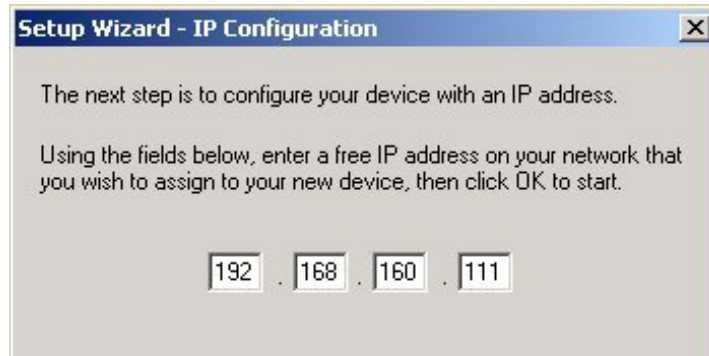 Setup Wizard - IP Configuration
The next step is to configure your device with an IP address.
Using the fields below, enter a free IP address on your network that
you wish to assign to your new device, then click OK to start.
192 . 168 . 160 . 111